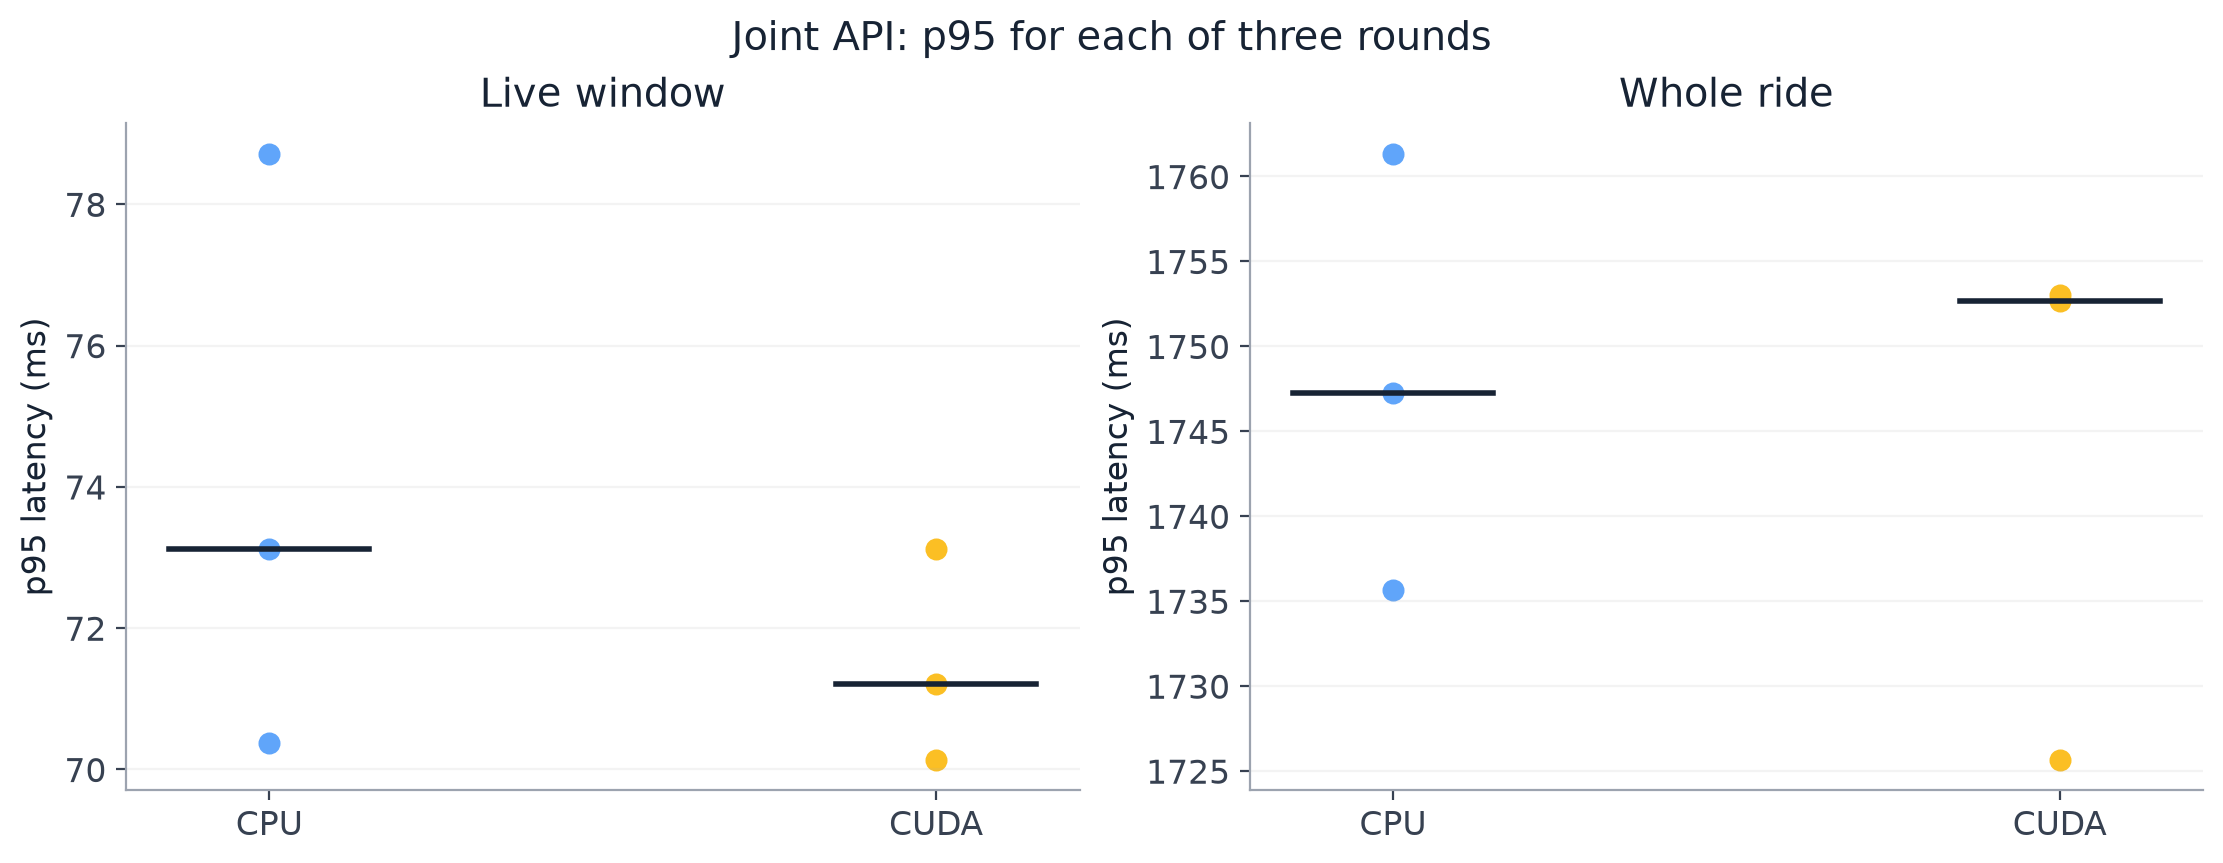 Joint API: p95 for each of three rounds
Live window
p95 latency (ms)
78
76
74
72
70
CPU
CUDA
Whole ride
p95 latency (ms)
1760
1755
1750
1745
1740
1735
1730
1725
CPU
CUDA